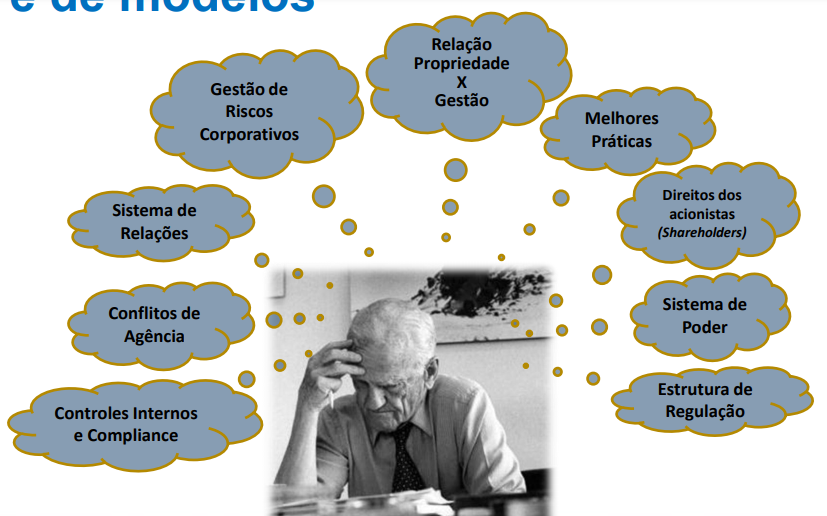 e de modelos
Relação
Propriedade
X
Gestão
Gestão de
Riscos
Corporativos
Melhores
Práticas
Direitos dos
acionistas
(Shareholders)
Sistema de
Relações
Sistema de
Poder
Conflitos de
Agência
Estrutura de
Regulação
Controles Internos
e Compliance